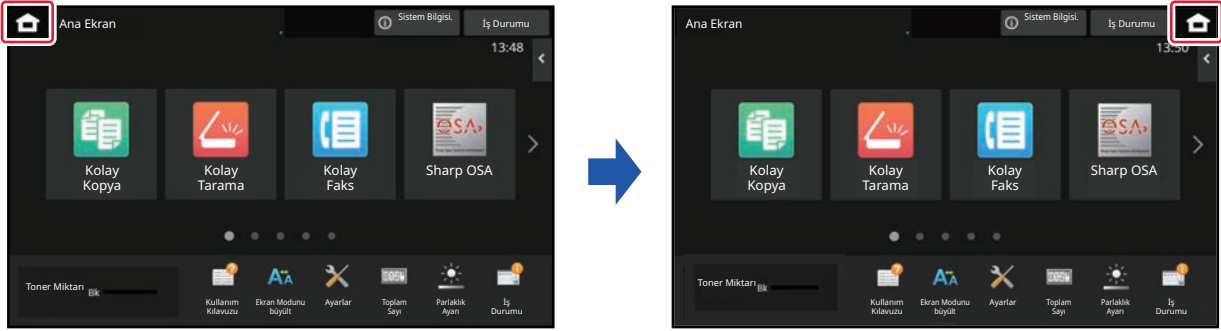 Ana Ekran
Sistem Bilgisi.
İş Durumu
13:48
Kolay
Kopya
Kolay
Tarama
Kolay
Faks
OSA
Sharp OSA
Toner Miktarı
Bk
Kullanım
Kılavuzu
Ekran Modunu
büyült
Ayarlar
Toplam
Sayı
Parlaklık
Ayarı
İş
Durumu
Ana Ekran
Sistem Bilgisi.
İş Durumu
13:50
Kolay
Kopya
Kolay
Tarama
Kolay
Faks
OSA
Sharp OSA
Toner Miktarı
Bk
Kullanım
Kılavuzu
Ekran Modunu
büyült
Ayarlar
Toplam
Sayı
Parlaklık
Ayarı
İş
Durumu